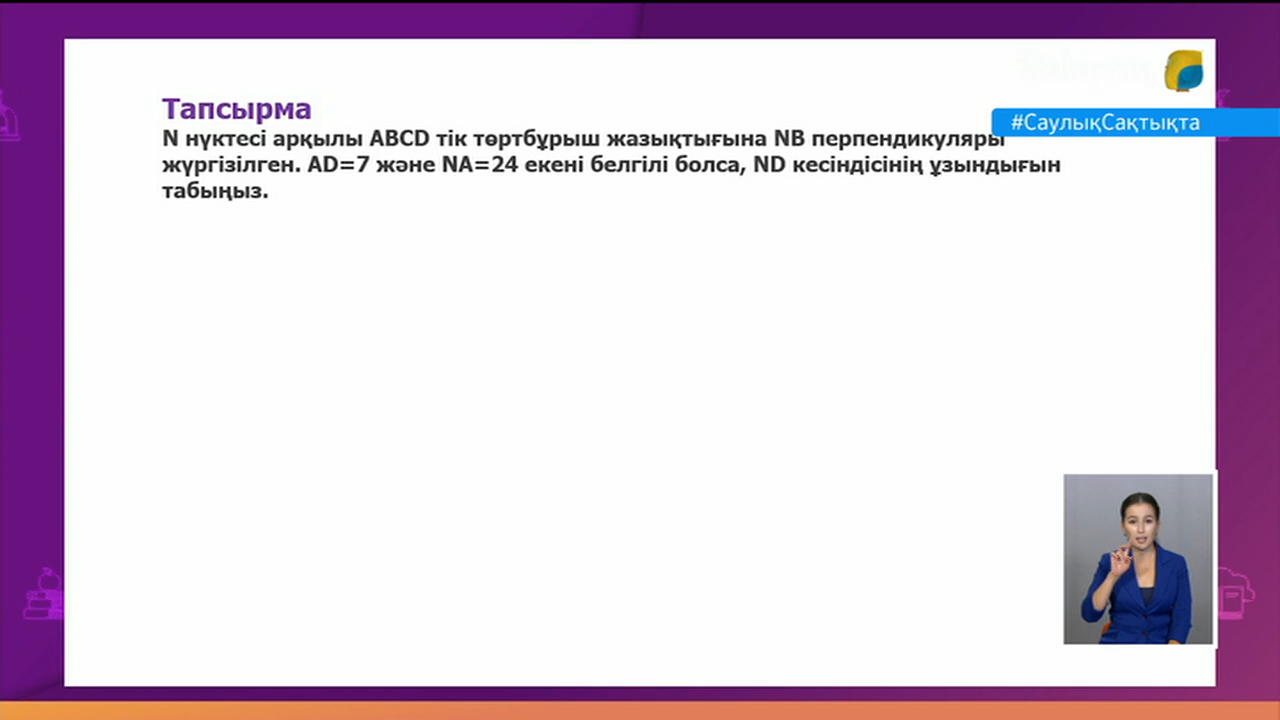 Тапсырма
#СаулықСақтықта
N нүктесі арқылы ABCD тік төртбұрыш жазықтығына NB перпендикуляры
жүргізілген. AD=7 және NA=24 екені белгілі болса, ND кесіндісінің ұзындығын
табыңыз.